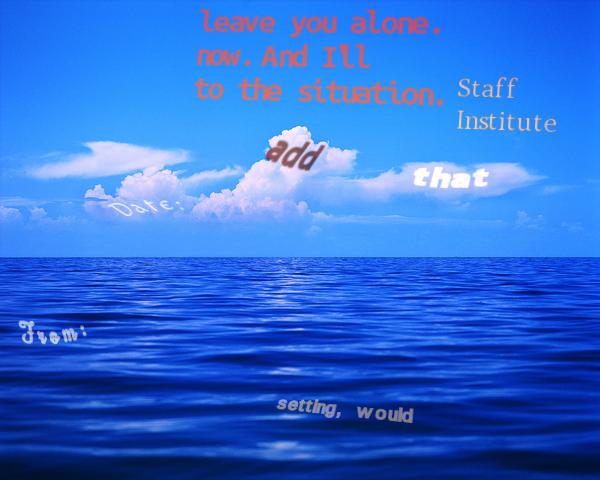 leave you alone.
now. And I'll
to the situation.
Staff
Institute
add
that
Date:
From:
setting, would